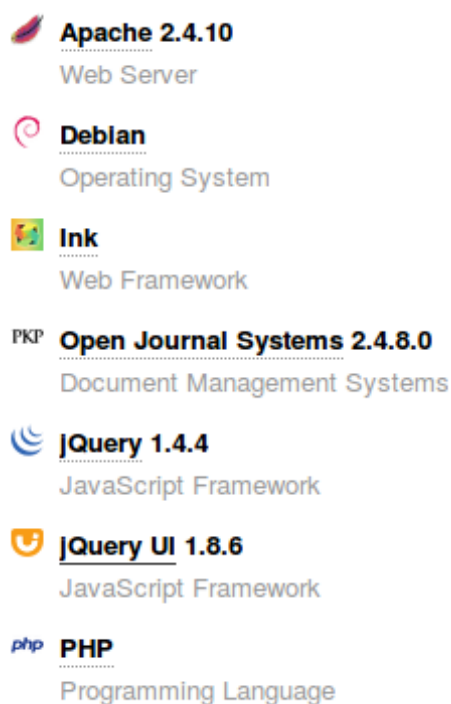 Apache 2.4.10
Web Server
Debian
Operating System
Ink
Web Framework
PKP Open Journal Systems 2.4.8.0
Document Management Systems
jQuery 1.4.4
JavaScript Framework
jQuery UI 1.8.6
JavaScript Framework
php PHP
Programming Language